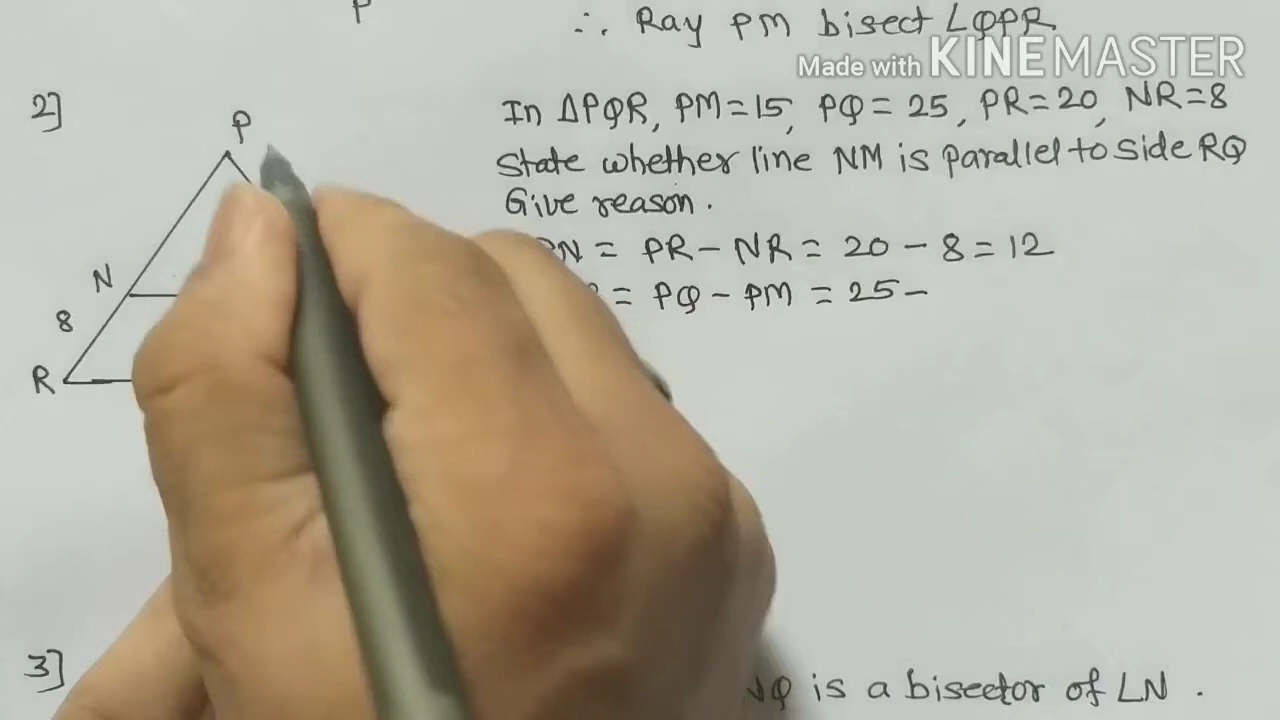 P
∴ Ray PM bisect ∠QPR
Made with KINEMASTER
2]
P
In ΔPQR, PM=15, PQ=25, PR=20, NR=8
State whether line NM is parallel to side RQ
Give reason.
N = PR - NR = 20 - 8 = 12
= PQ - PM = 25 -
N
8
R
3]
Q is a bisector of ∠N .